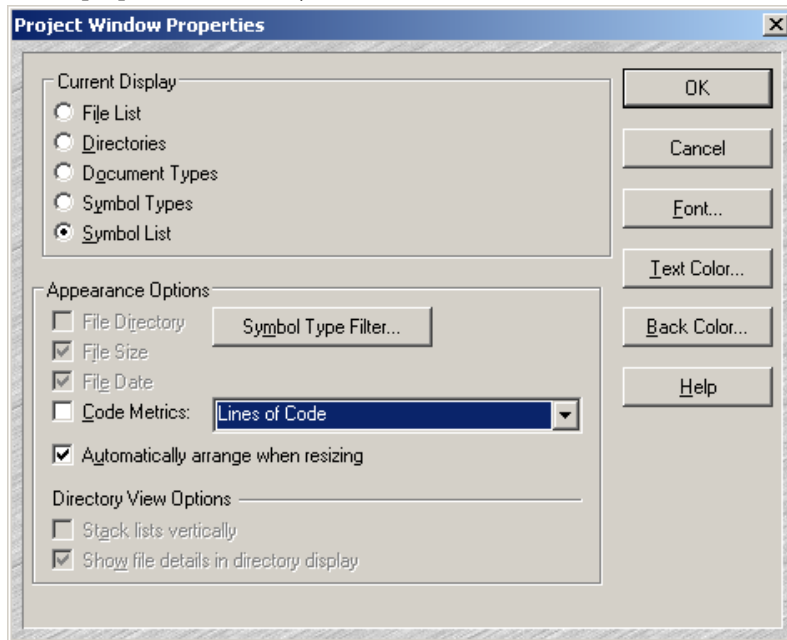 Project Window Properties
Current Display
File List
Directories
Document Types
Symbol Types
Symbol List
OK
Cancel
Font...
Text Color...
Back Color...
Help
Appearance Options
File Directory
Symbol Type Filter...
File Size
File Date
Code Metrics: Lines of Code
Automatically arrange when resizing
Directory View Options
Stack lists vertically
Show file details in directory display